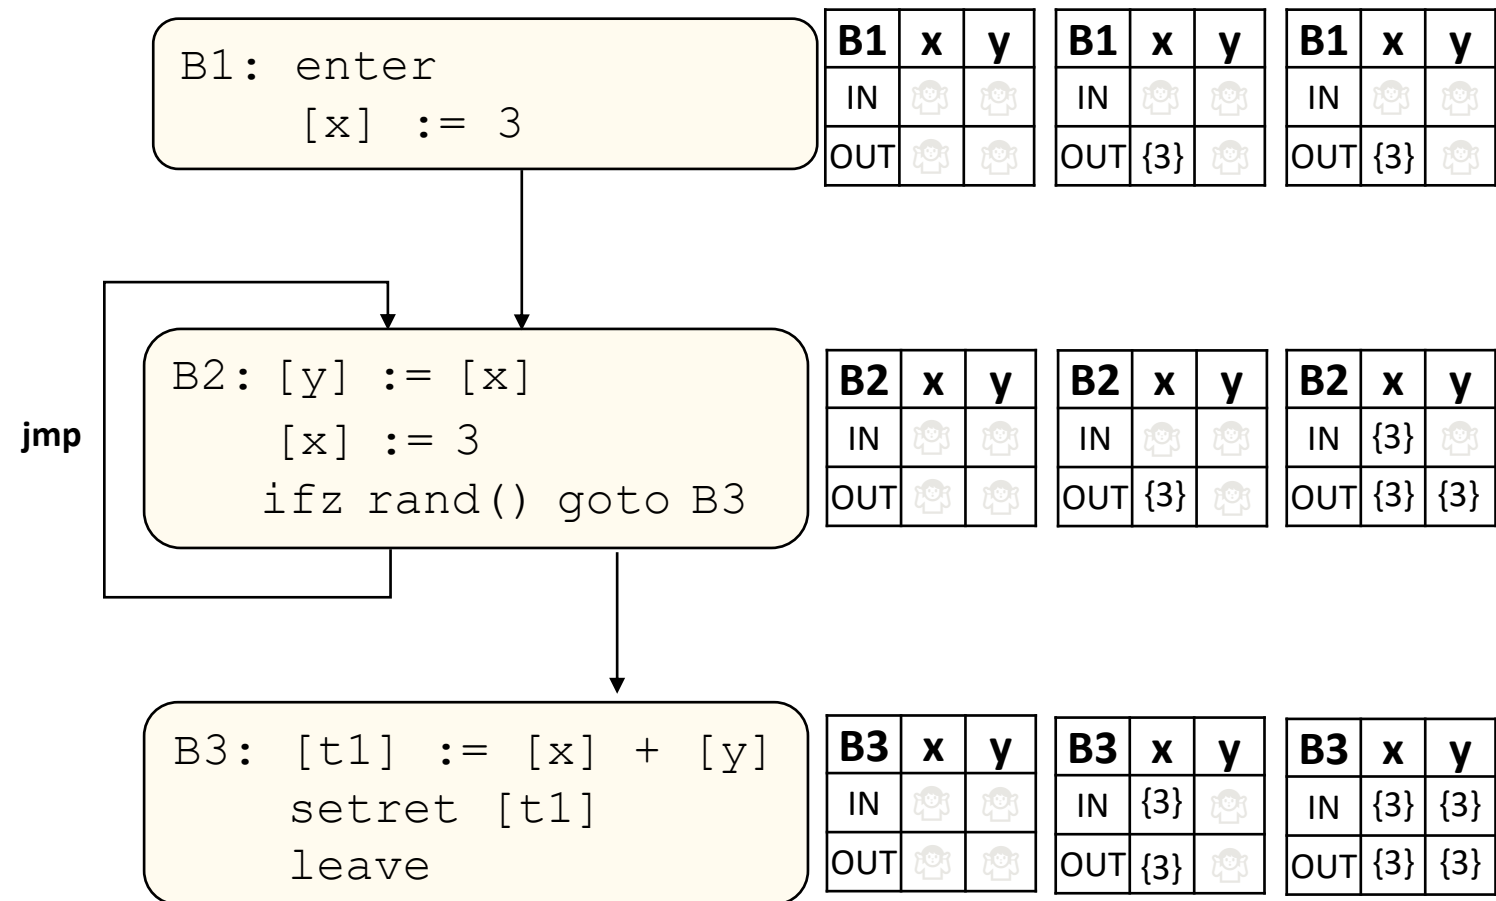 B1: enter
[x] := 3
B1 x y
IN
OUT
B1 x y
IN
OUT {3}
B1 x y
IN
OUT {3}
jmp
B2: [y] := [x]
[x] := 3
ifz rand() goto B3
B2 x y
IN
OUT
B2 x y
IN
OUT {3}
B2 x y
IN {3}
OUT {3} {3}
B3: [t1] := [x] + [y]
setret [t1]
leave
B3 x y
IN
OUT
B3 x y
IN {3}
OUT {3}
B3 x y
IN {3} {3}
OUT {3} {3}